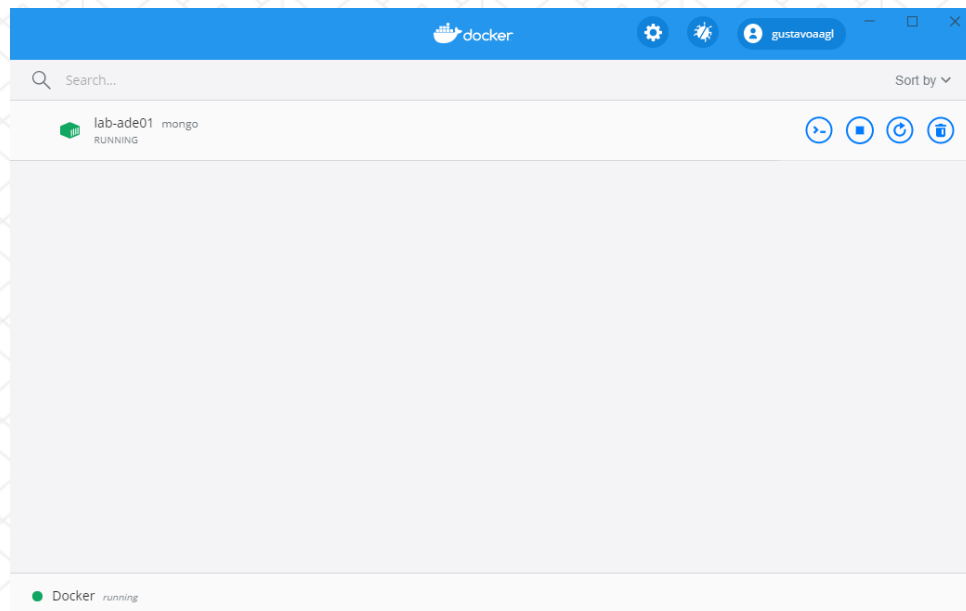 docker
gustavoaagl
Search...
Sort by
lab-ade01 mongo
RUNNING
Docker running